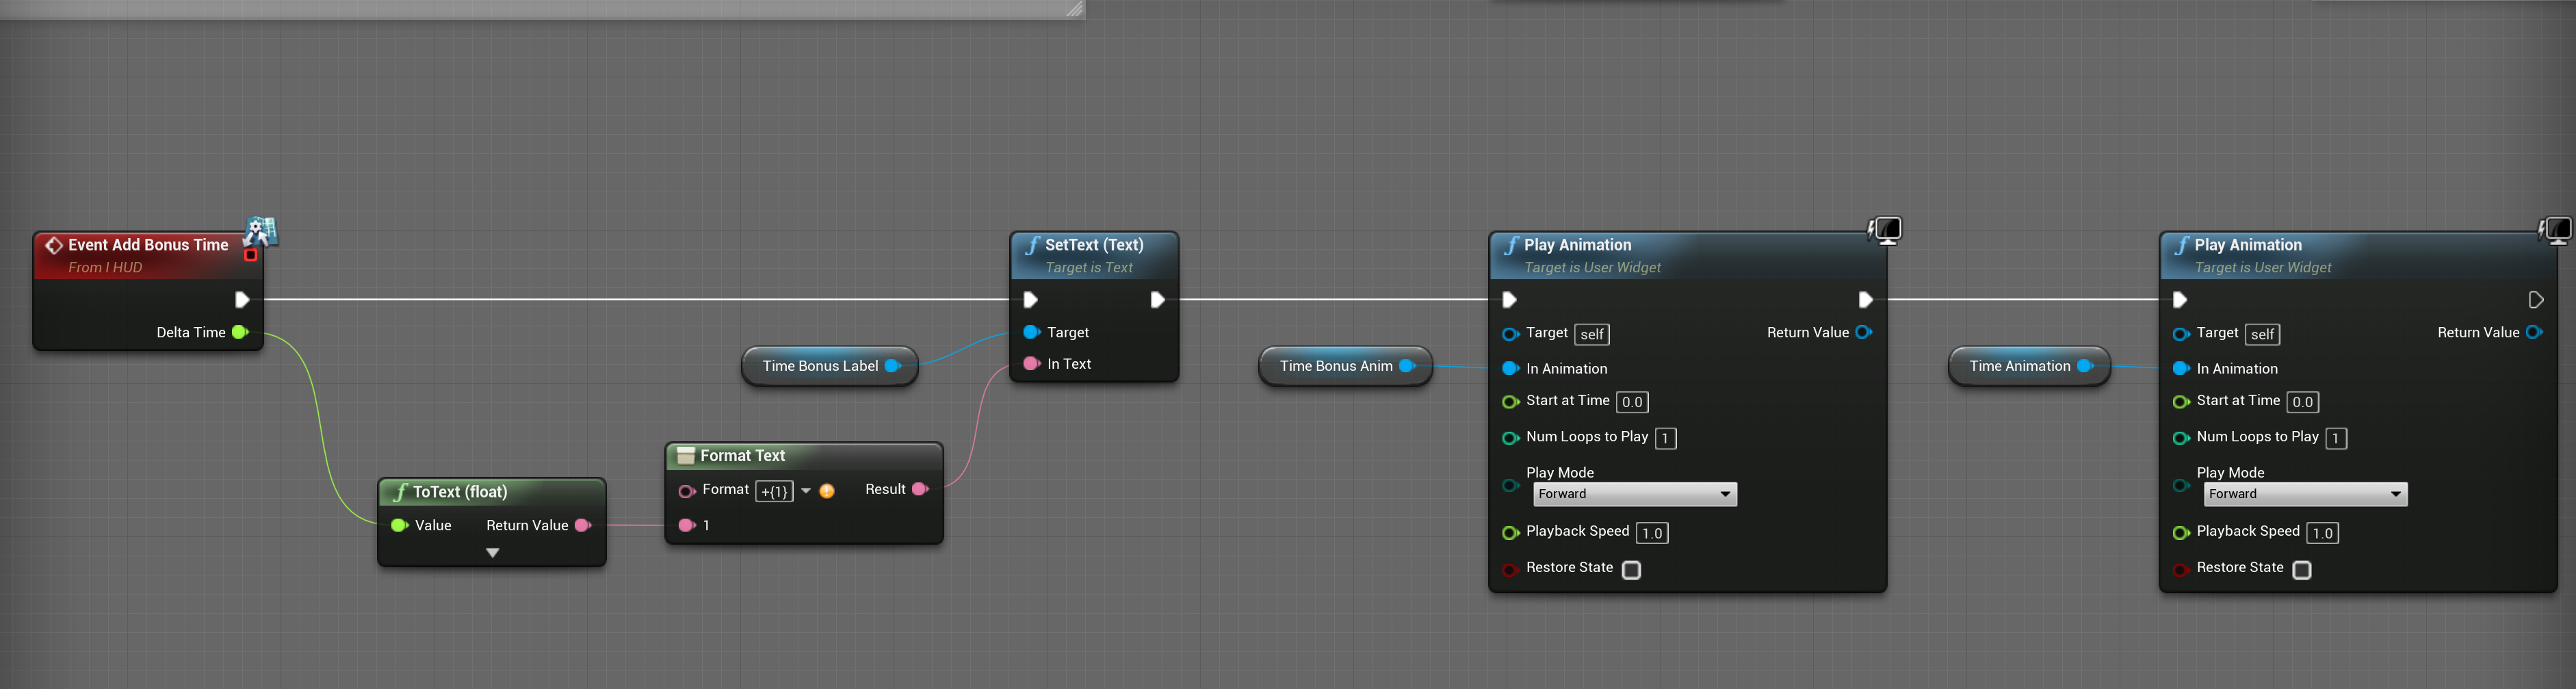 Event Add Bonus Time
From I HUD
Delta Time
ToText (float)
Value
Return Value
Format Text
Format
+{1}
Result
1
Time Bonus Label
SetText (Text)
Target is Text
Target
In Text
Time Bonus Anim
Play Animation
Target is User Widget
Target
self
Return Value
In Animation
Start at Time
0.0
Num Loops to Play
1
Play Mode
Forward
Playback Speed
1.0
Restore State
Time Animation
Play Animation
Target is User Widget
Target
self
Return Value
In Animation
Start at Time
0.0
Num Loops to Play
1
Play Mode
Forward
Playback Speed
1.0
Restore State